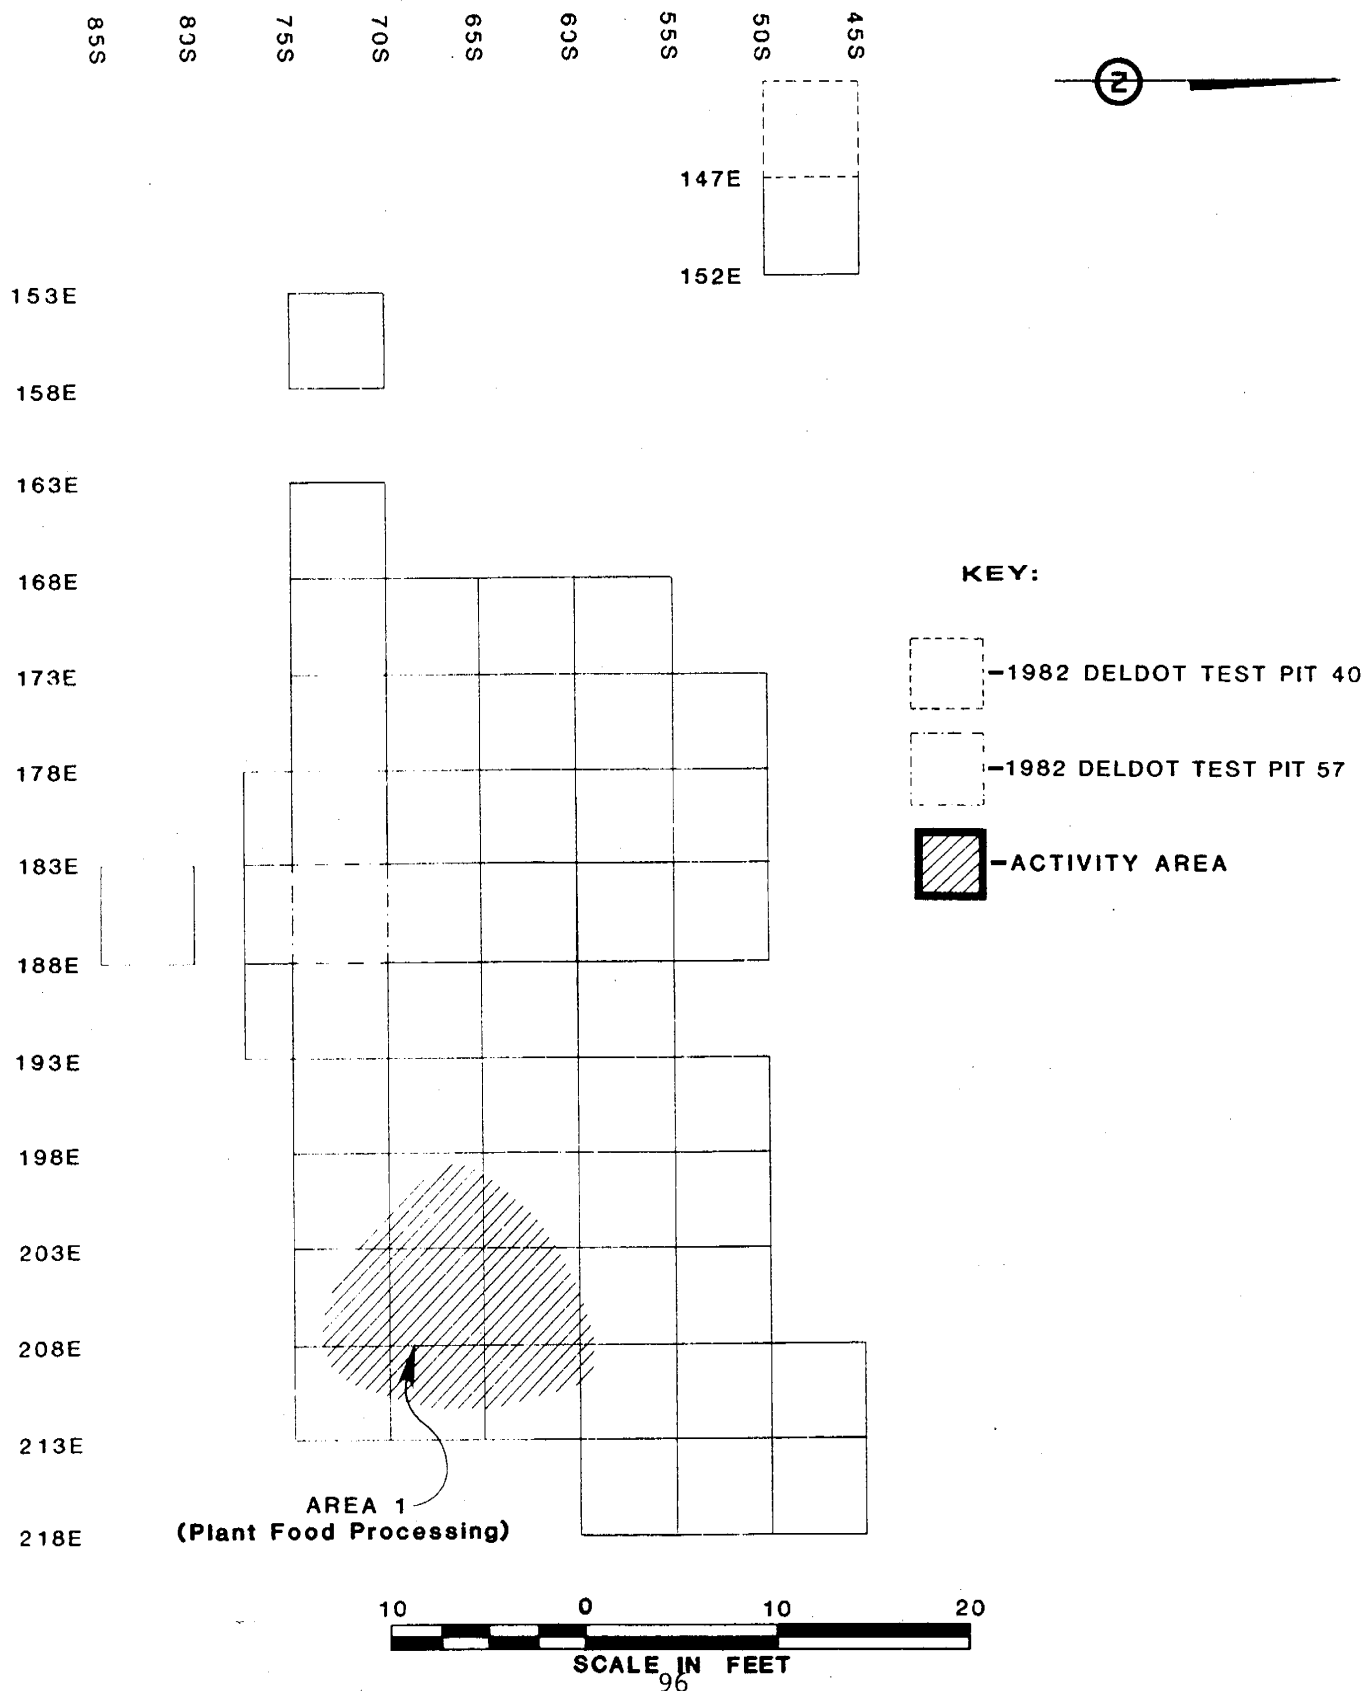 85S 80S 75S 70S 65S 60S 55S 50S 45S
N
147E
152E
153E
158E
163E
168E
173E
178E
183E
188E
193E
198E
203E
208E
213E
218E
KEY:
-1982 DELDOT TEST PIT 40
-1982 DELDOT TEST PIT 57
-ACTIVITY AREA
AREA 1
(Plant Food Processing)
10 0 10 20
SCALE IN FEET
96